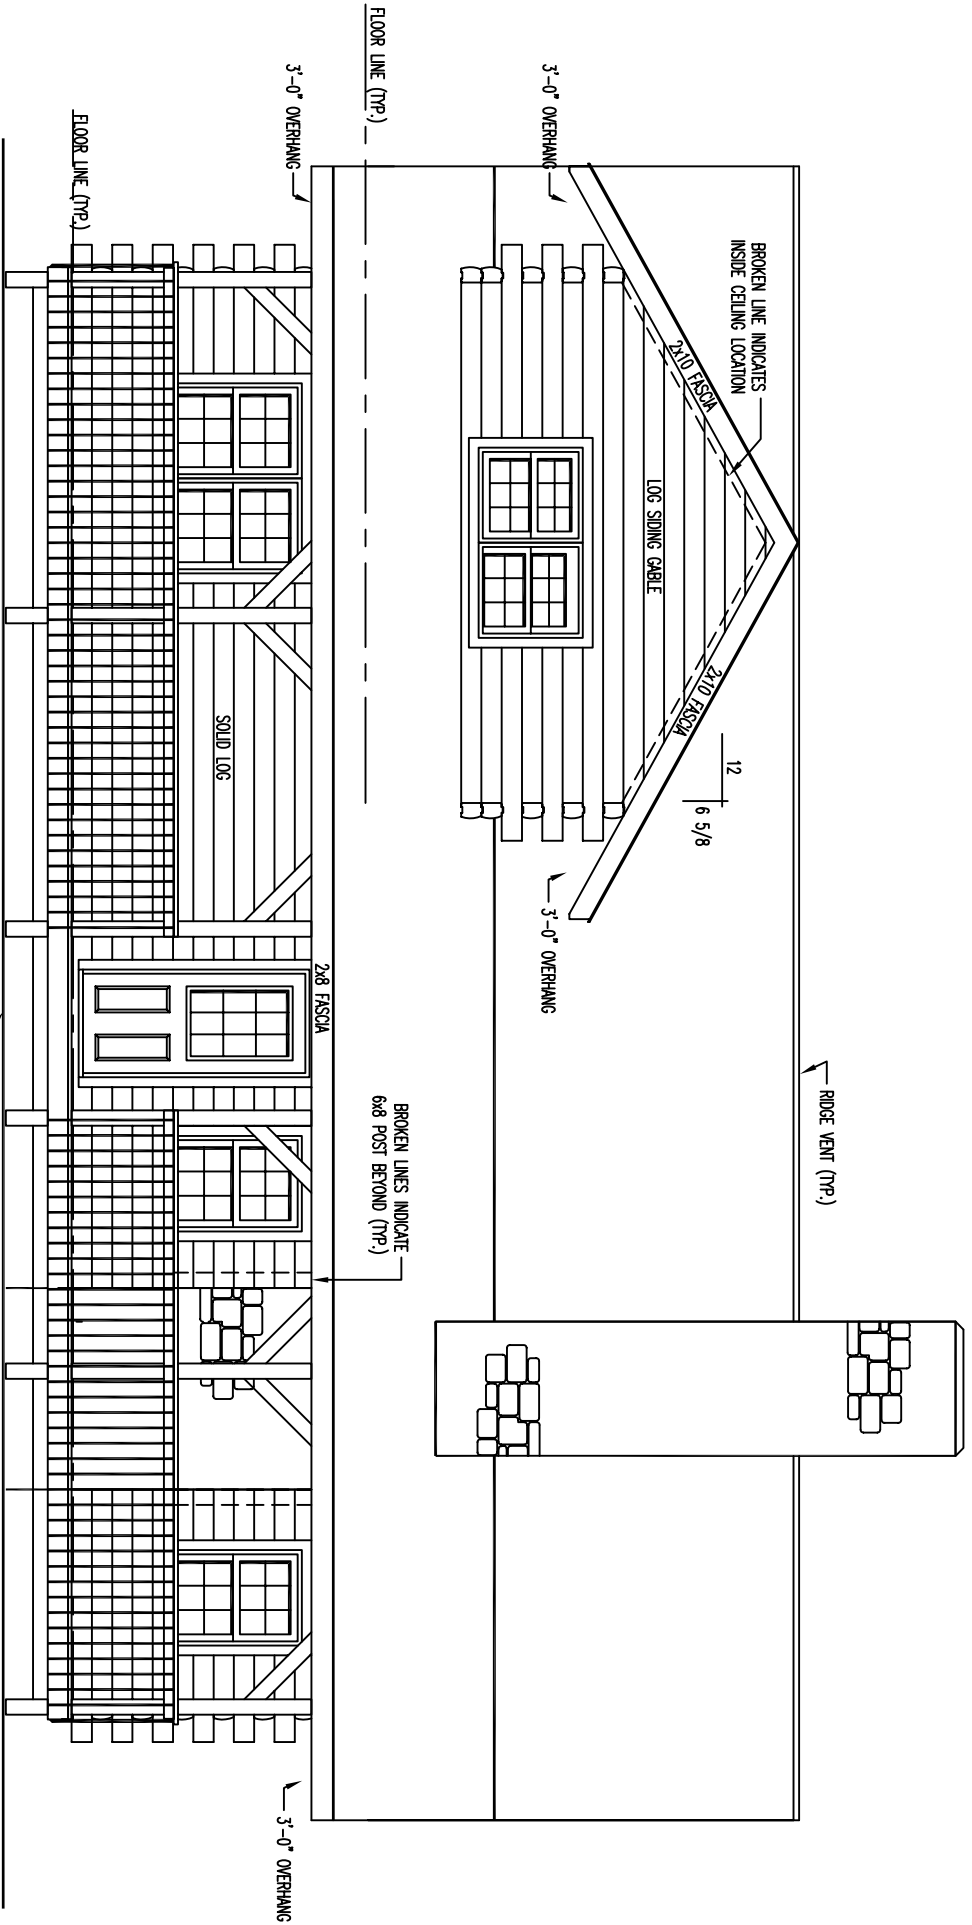 RIDGE VENT (TYP.)
BROKEN LINE INDICATES
INSIDE CEILING LOCATION
2x10 FASCIA
2x10 FASCIA
12
6 5/8
LOG SIDING GABLE
3'-0" OVERHANG
3'-0" OVERHANG
FLOOR LINE (TYP.)
BROKEN LINES INDICATE
6x8 POST BEYOND (TYP.)
2x8 FASCIA
3'-0" OVERHANG
3'-0" OVERHANG
SOLID LOG
FLOOR LINE (TYP.)